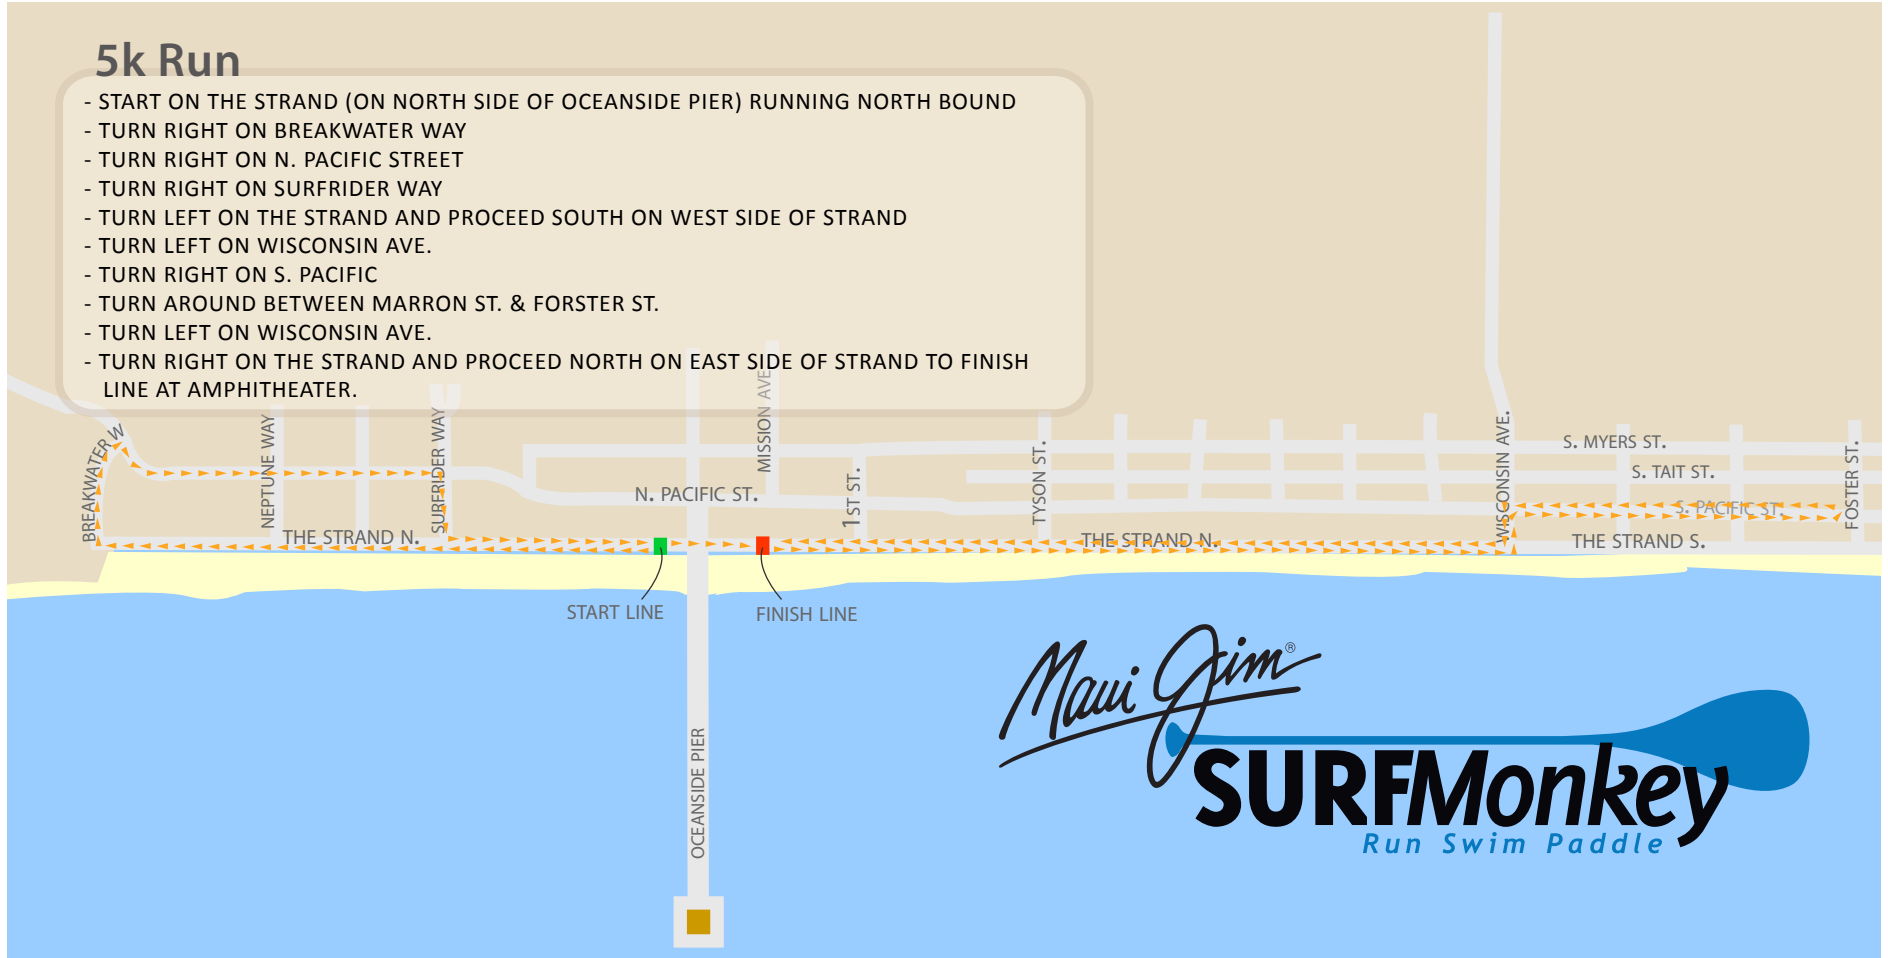 5k Run
- START ON THE STRAND (ON NORTH SIDE OF OCEANSIDE PIER) RUNNING NORTH BOUND
- TURN RIGHT ON BREAKWATER WAY
- TURN RIGHT ON N. PACIFIC STREET
- TURN RIGHT ON SURFRIDER WAY
- TURN LEFT ON THE STRAND AND PROCEED SOUTH ON WEST SIDE OF STRAND
- TURN LEFT ON WISCONSIN AVE.
- TURN RIGHT ON S. PACIFIC
- TURN AROUND BETWEEN MARRON ST. & FORSTER ST.
- TURN LEFT ON WISCONSIN AVE.
- TURN RIGHT ON THE STRAND AND PROCEED NORTH ON EAST SIDE OF STRAND TO FINISH
LINE AT AMPHITHEATER.
BREAKWATER W
NEPTUNE WAY
SURFRIDER WAY
MISSION AVE
1ST ST.
TYSON ST.
WISCONSIN AVE.
FOSTER ST.
S. MYERS ST.
S. TAIT ST.
N. PACIFIC ST.
S. PACIFIC ST.
THE STRAND N.
THE STRAND N.
THE STRAND S.
START LINE
FINISH LINE
OCEANSIDE PIER
Maui Jim®
SURFMonkey
Run Swim Paddle